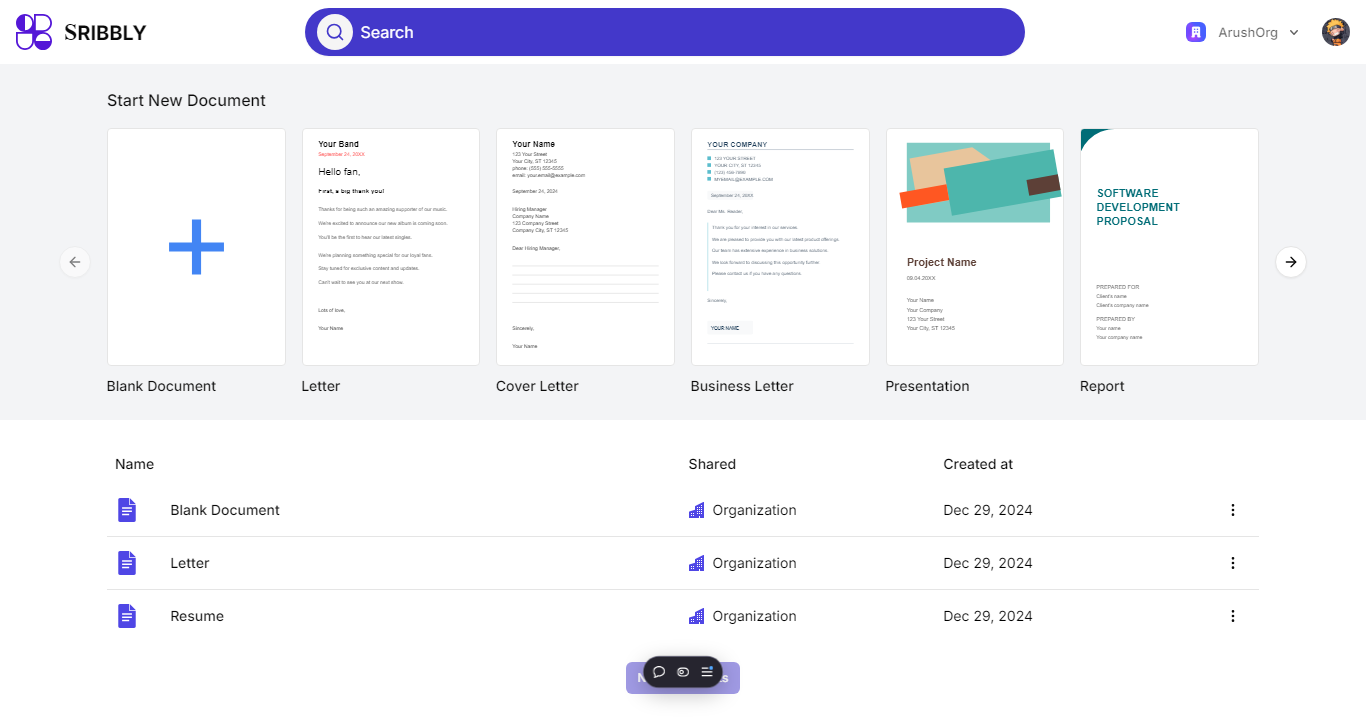 SRIBBLY
Search
ArushOrg
Start New Document
Your Band
September 24, 20XX
Hello fan,
First, a big thank you!
Thanks for being such an amazing supporter of our music.
We're excited to announce our new album is coming soon.
You'll be the first to hear our latest singles.
We're planning something special for our loyal fans.
Stay tuned for exclusive content and updates.
Can't wait to see you at our next show.
Lots of love,
Your Name
Your Name
123 Your Street
Your City, ST 12345
phone: (555) 555-5555
email: your.email@example.com
September 24, 2024
Hiring Manager
Company Name
123 Company Street
Company City, ST 12345
Dear Hiring Manager,
Sincerely,
Your Name
YOUR COMPANY
123 YOUR STREET
YOUR CITY, ST 12345
(123) 456-7890
MYEMAIL@EXAMPLE.COM
September 24, 20XX
Dear Ms. Reader,
Thank you for your interest in our services.
We are pleased to provide you with our latest product offerings.
Our team has extensive experience in business solutions.
We look forward to discussing this opportunity further.
Please contact us if you have any questions.
Sincerely,
YOUR NAME
Project Name
09.04.20XX
Your Name
Your Company
123 Your Street
Your City, ST 12345
SOFTWARE
DEVELOPMENT
PROPOSAL
PREPARED FOR
Client's name
Client's company name
PREPARED BY
Your name
Your company name
Blank Document
Letter
Cover Letter
Business Letter
Presentation
Report
Name Shared Created at
Blank Document Organization Dec 29, 2024
Letter Organization Dec 29, 2024
Resume Organization Dec 29, 2024